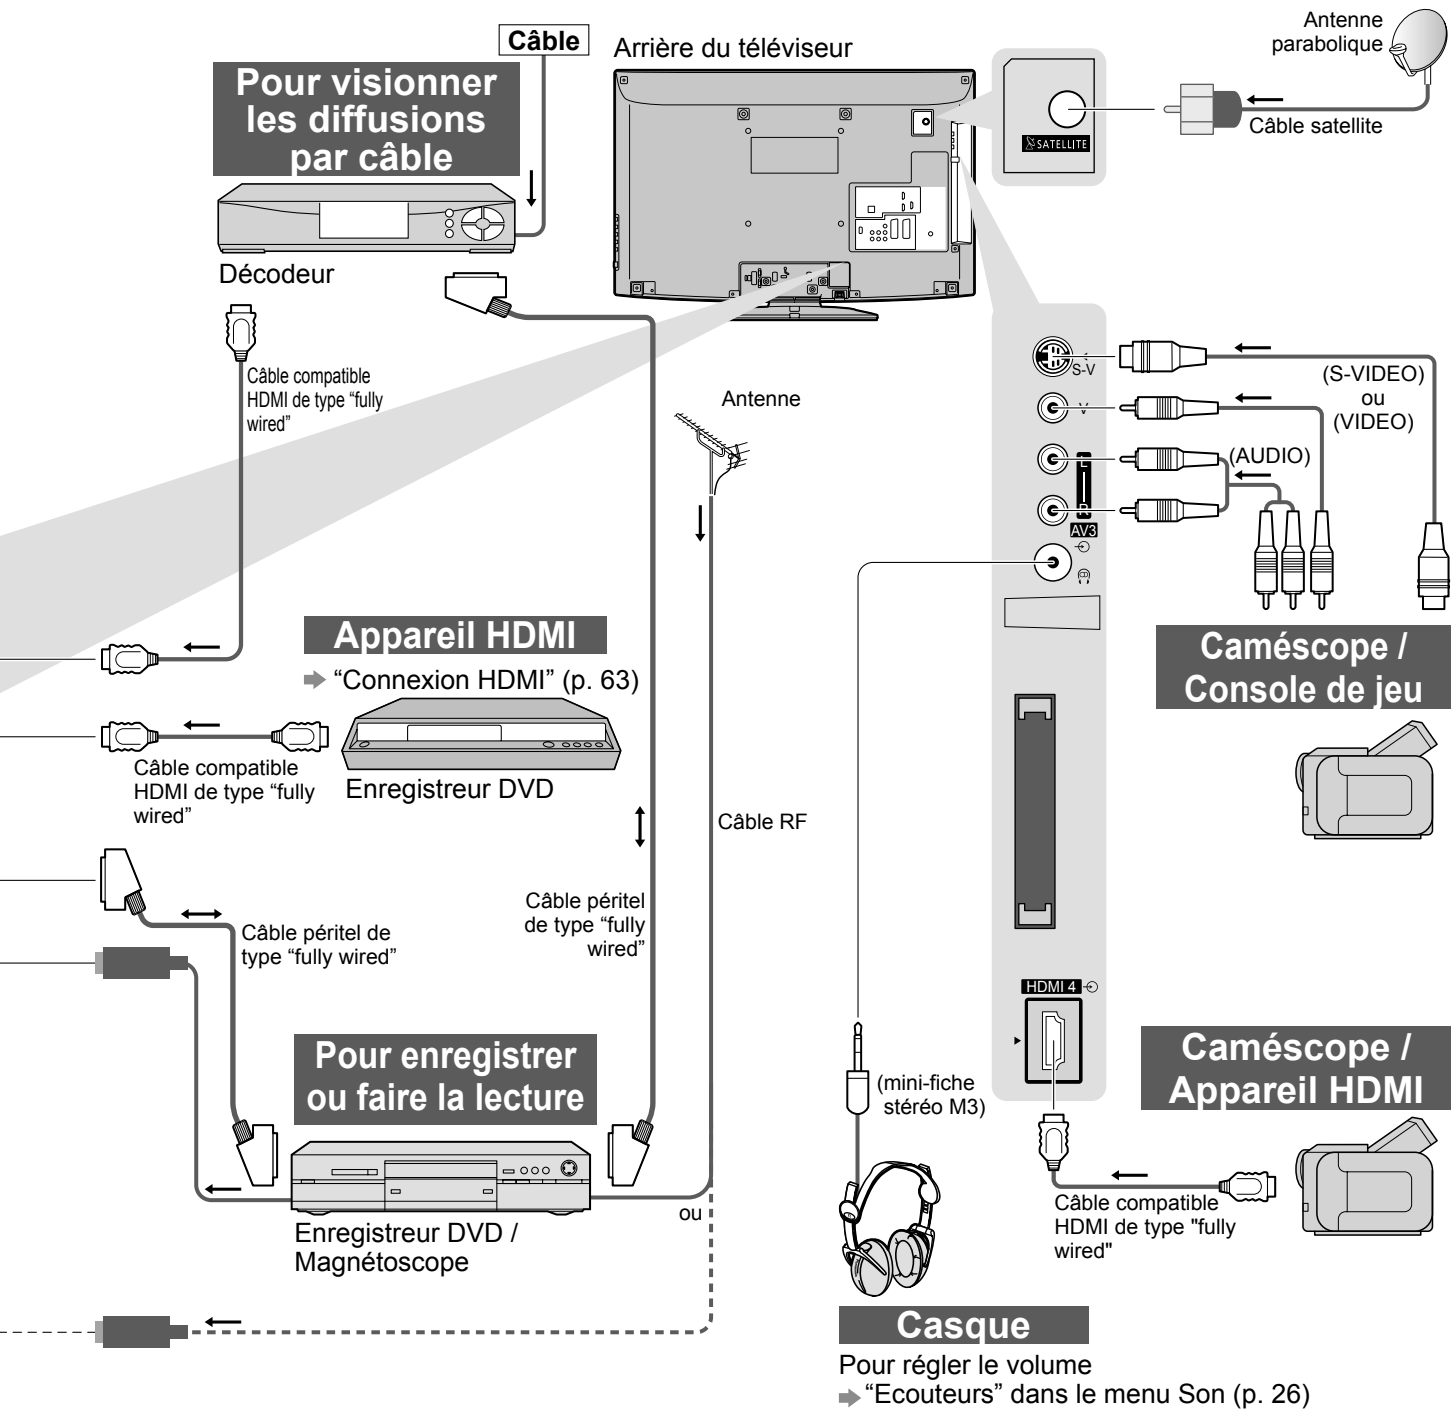 Câble
Arrière du téléviseur
Antenne
parabolique
Pour visionner
les diffusions
par câble
SATELLITE
Câble satellite
Décodeur
Câble compatible
HDMI de type “fully
wired”
Antenne
S-V
V
L
R
AV3
(S-VIDEO)
ou
(VIDEO)
(AUDIO)
Appareil HDMI
“Connexion HDMI” (p. 63)
Caméscope /
Console de jeu
Câble compatible
HDMI de type “fully
wired”
Enregistreur DVD
Câble RF
Câble péritel de
type “fully wired”
Câble péritel
de type “fully
wired”
HDMI 4
Pour enregistrer
ou faire la lecture
Caméscope /
Appareil HDMI
(mini-fiche
stéréo M3)
Enregistreur DVD /
Magnétoscope
ou
Câble compatible
HDMI de type "fully
wired"
Casque
Pour régler le volume
“Ecouteurs” dans le menu Son (p. 26)